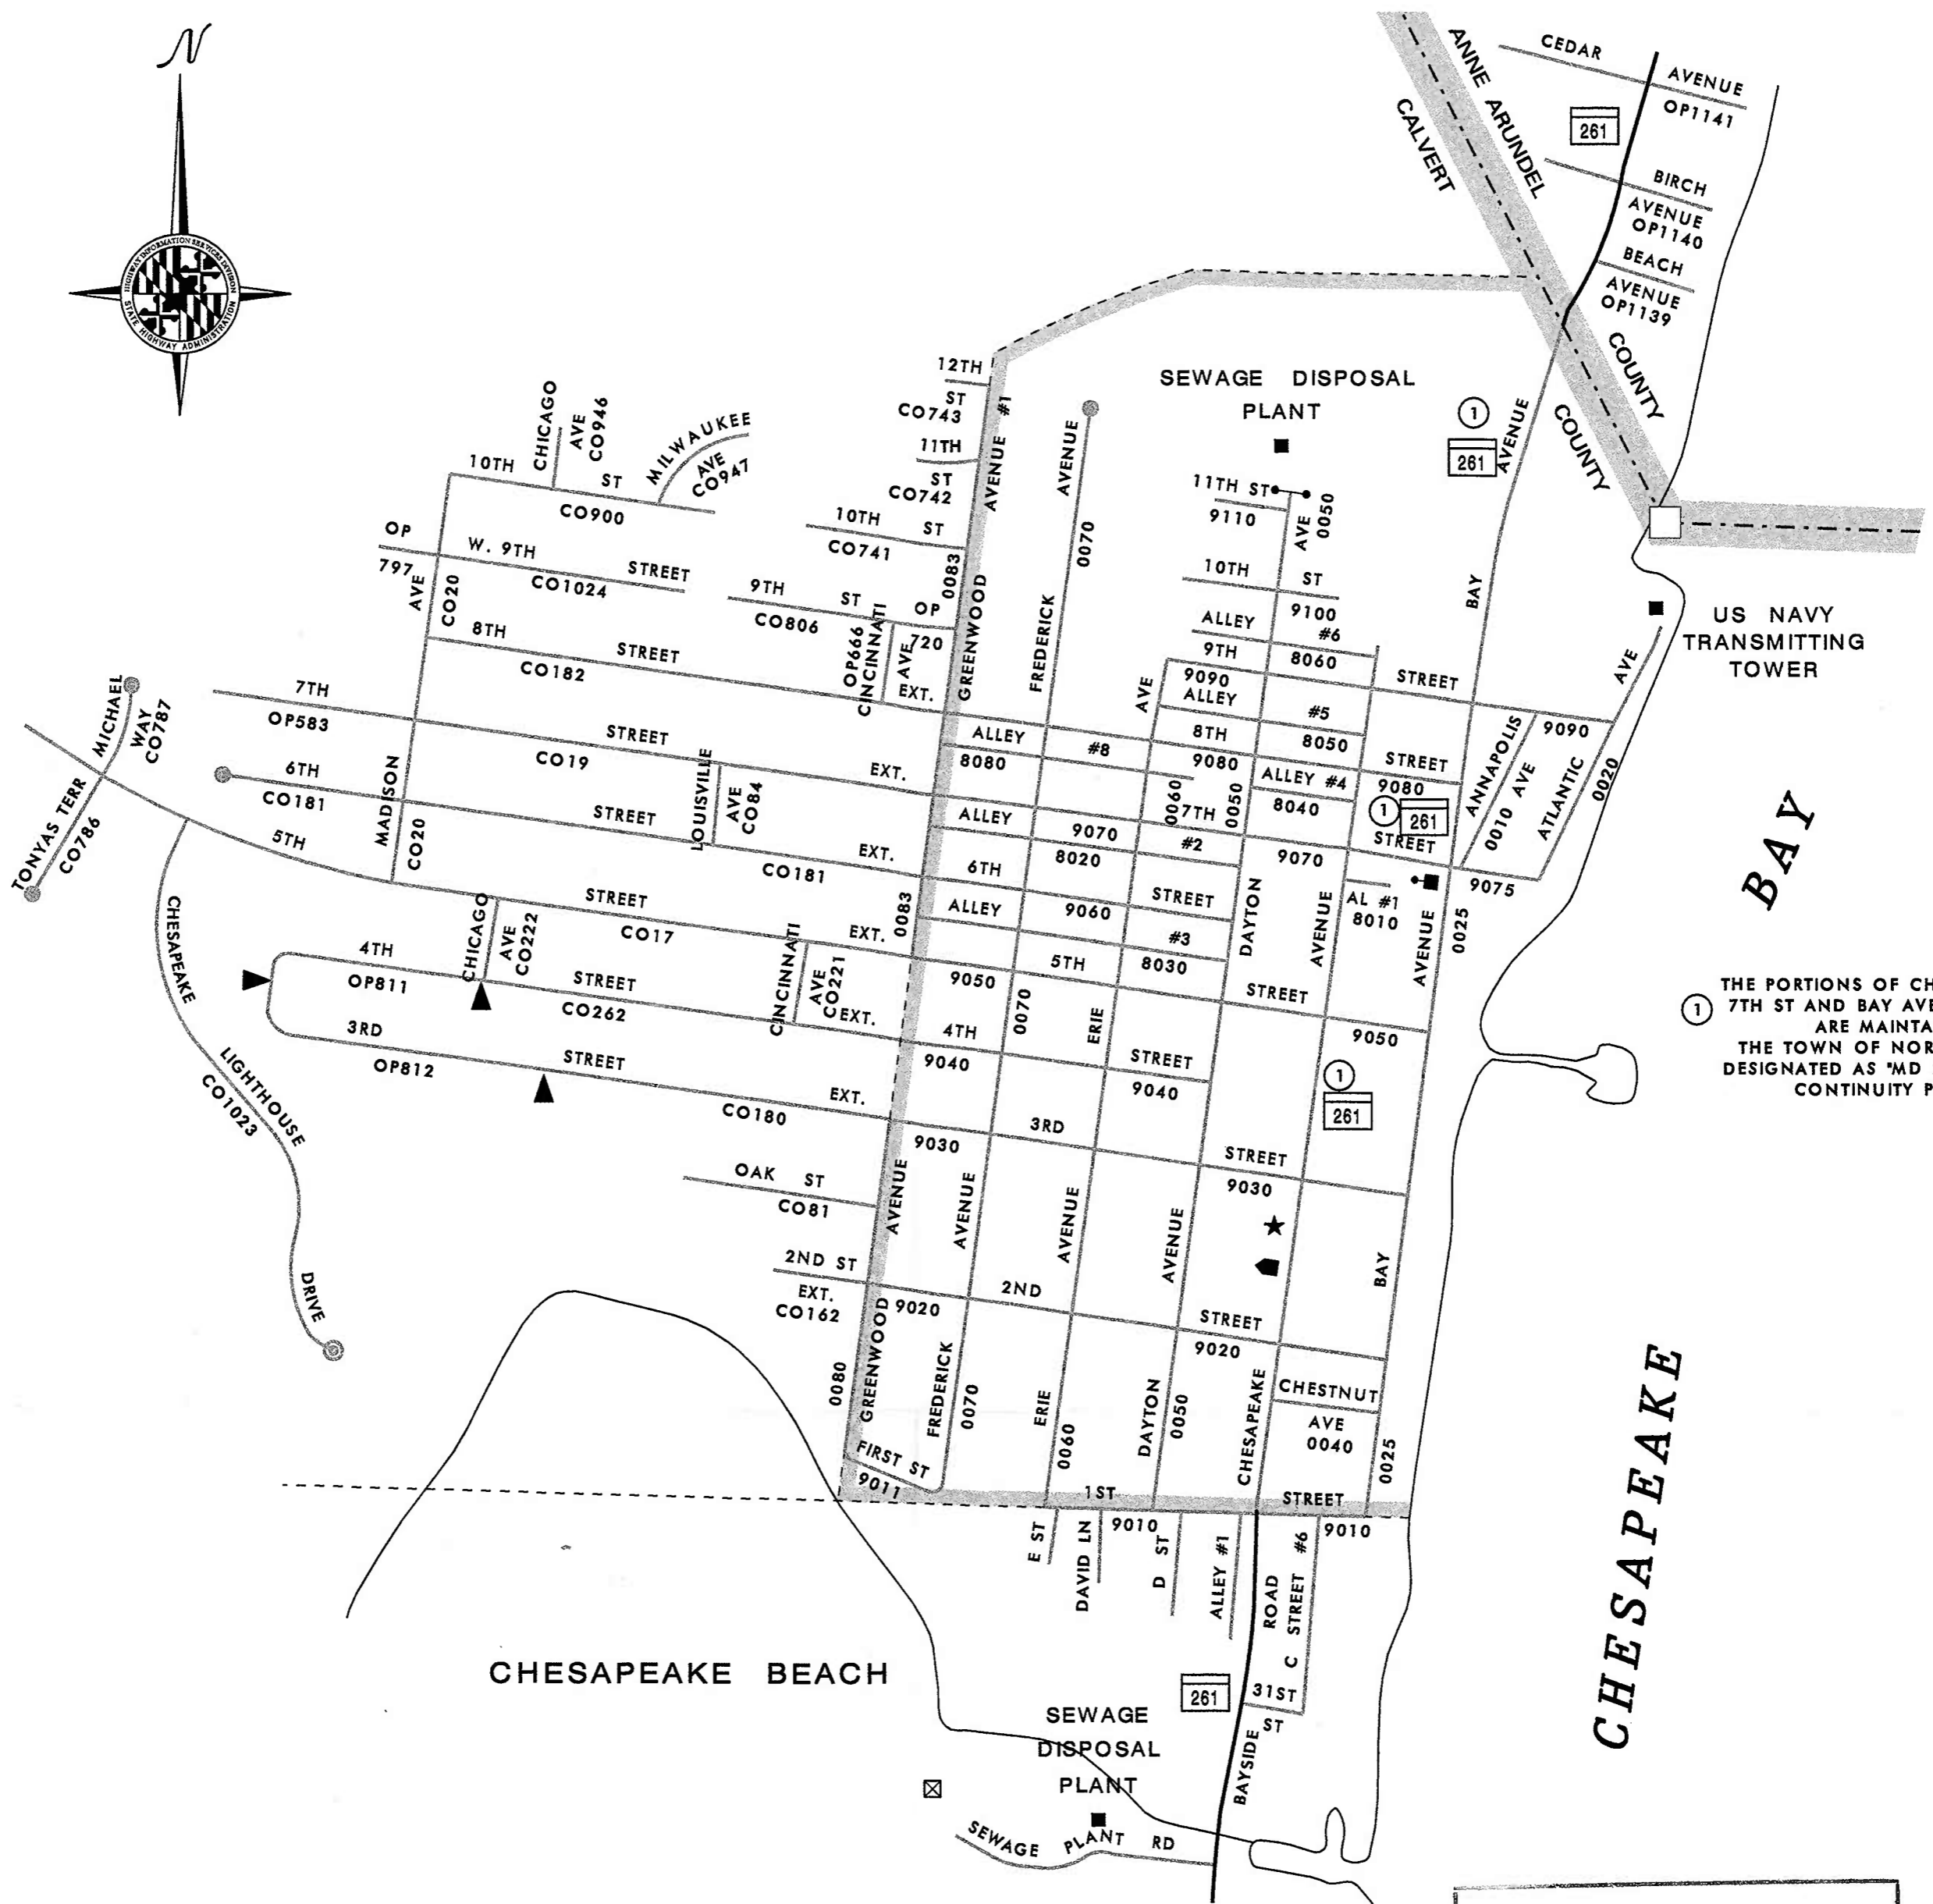 N
HIGHWAY INFORMATION SERVICES DIVISION
STATE HIGHWAY ADMINISTRATION
CEDAR AVENUE
OP1141
261
ANNE ARUNDEL COUNTY
CALVERT COUNTY
BIRCH
AVENUE
OP1140
BEACH
AVENUE
OP1139
SEWAGE DISPOSAL
PLANT
1
261
BAY AVENUE
12TH
ST
CO743
11TH
ST
CO742
10TH ST
CO741
GREENWOOD AVENUE #1
0083
FREDERICK AVENUE
0070
11TH ST
9110
AVE
0050
10TH ST
9100
ALLEY #6
8060
9TH STREET
9090
9090
ALLEY #5
8050
8TH STREET
9080
9080
ALLEY #4
8040
US NAVY
TRANSMITTING
TOWER
CHICAGO
AVE
CO946
MILWAUKEE
AVE
CO947
10TH ST
CO900
OP
797
W. 9TH STREET
CO1024
9TH ST
CO806
OP
720
OP666
CINCINNATI
AVE
MADISON AVE
CO20
CO20
8TH STREET EXT.
CO182
7TH STREET EXT.
OP583
CO19
6TH STREET EXT.
CO181
CO181
LOUISVILLE
AVE
CO84
MICHAEL
WAY
CO787
TONYAS TERR
CO786
5TH STREET EXT.
CO17
CHICAGO
AVE
CO222
CINCINNATI
AVE
CO221
4TH STREET EXT.
OP811
CO262
3RD STREET EXT.
OP812
CO180
CHESAPEAKE LIGHTHOUSE DRIVE
CO1023
OAK ST
CO81
2ND ST
EXT.
CO162
ALLEY #8
8080
AVE
0060
0050
7TH STREET
9070
9070
1
261
ALLEY #2
8020
6TH STREET
9060
ALLEY #3
8030
0083
5TH STREET
9050
9050
AL #1
8010
9075
ANNAPOLIS
AVE
0010
ATLANTIC AVE
0020
0025
0070
4TH STREET
9040
9040
1
261
3RD STREET
9030
9030
2ND STREET
9020
9020
GREENWOOD AVENUE
0080
FREDERICK AVENUE
0070
ERIE AVENUE
ERIE
0060
DAYTON
DAYTON AVENUE
0050
CHESAPEAKE AVENUE
BAY AVENUE
0025
CHESTNUT
AVE
0040
FIRST ST
9011
1ST STREET
9010
9010
E ST
DAVID LN
D ST
ALLEY #1
BAYSIDE ROAD
C STREET #6
31ST
ST
261
THE PORTIONS OF CH
1 7TH ST AND BAY AVE
ARE MAINTA
THE TOWN OF NOR
DESIGNATED AS "MD
CONTINUITY P
CHESAPEAKE BAY
CHESAPEAKE BEACH
SEWAGE
DISPOSAL
PLANT
SEWAGE PLANT RD